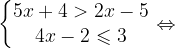 5x + 4 > 2x − 5 ⇔
4x − 2 ⩽ 3